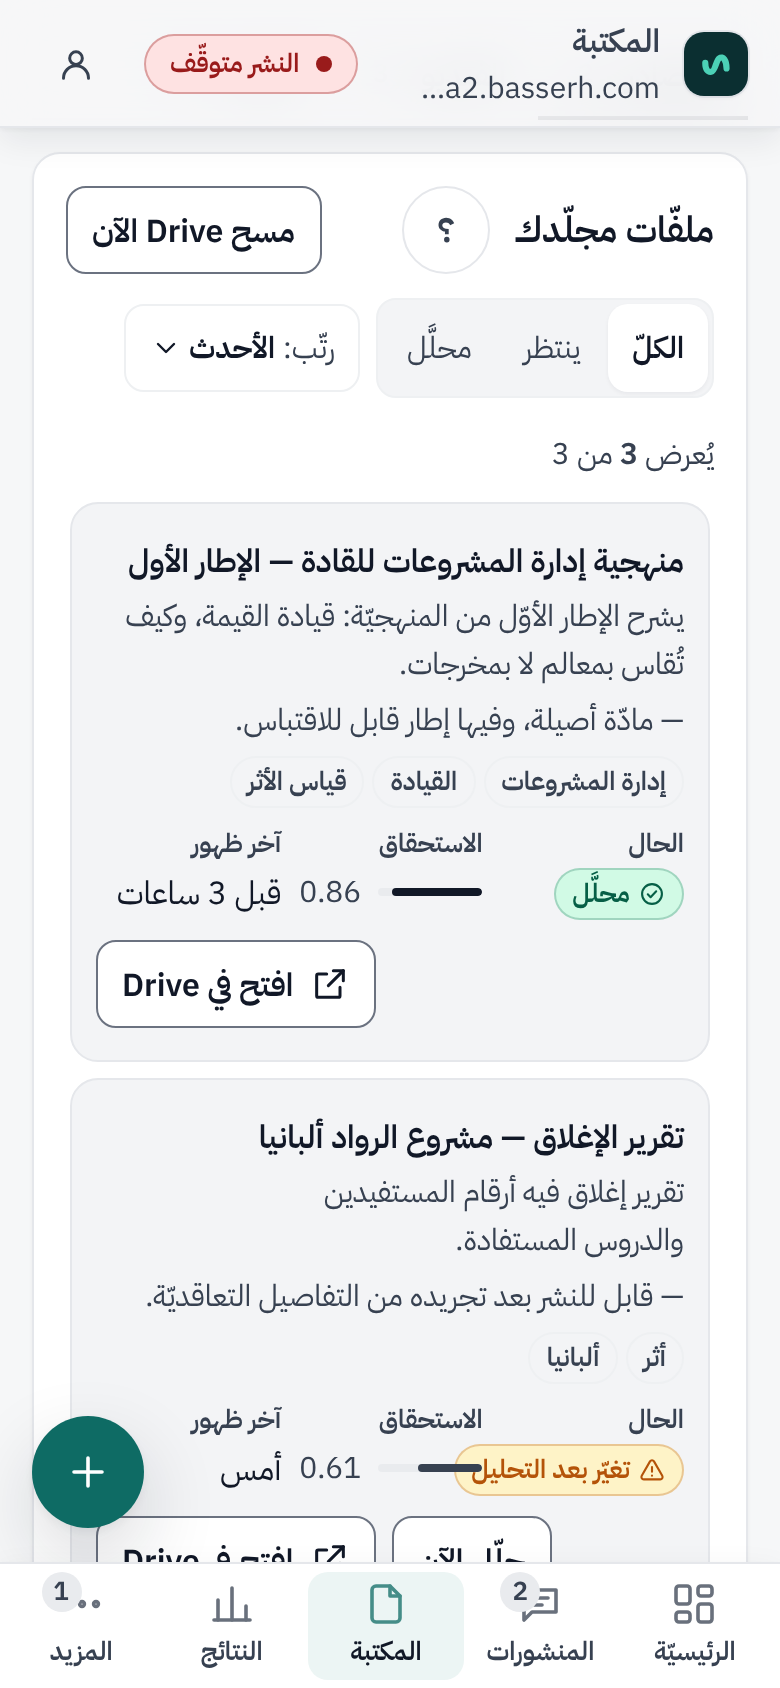 المكتبة
a2.basserh.com...
النشر متوقّف
ملفّات مجلّدك
؟
مسح Drive الآن
الكلّ
ينتظر
محلَّل
رتّب: الأحدث
يُعرض 3 من 3
منهجية إدارة المشروعات للقادة — الإطار الأول
يشرح الإطار الأوّل من المنهجيّة: قيادة القيمة، وكيف
تُقاس بمعالم لا بمخرجات.
— مادّة أصيلة، وفيها إطار قابل للاقتباس.
إدارة المشروعات
القيادة
قياس الأثر
الحال
الاستحقاق
آخر ظهور
محلَّل
0.86
قبل 3 ساعات
افتح في Drive
تقرير الإغلاق — مشروع الرواد ألبانيا
تقرير إغلاق فيه أرقام المستفيدين
والدروس المستفادة.
— قابل للنشر بعد تجريده من التفاصيل التعاقديّة.
أثر
ألبانيا
الحال
الاستحقاق
آخر ظهور
تغيّر بعد التحليل
0.61
أمس
حلّل الآن
افتح في Drive
الرئيسيّة
2
المنشورات
المكتبة
النتائج
1
المزيد